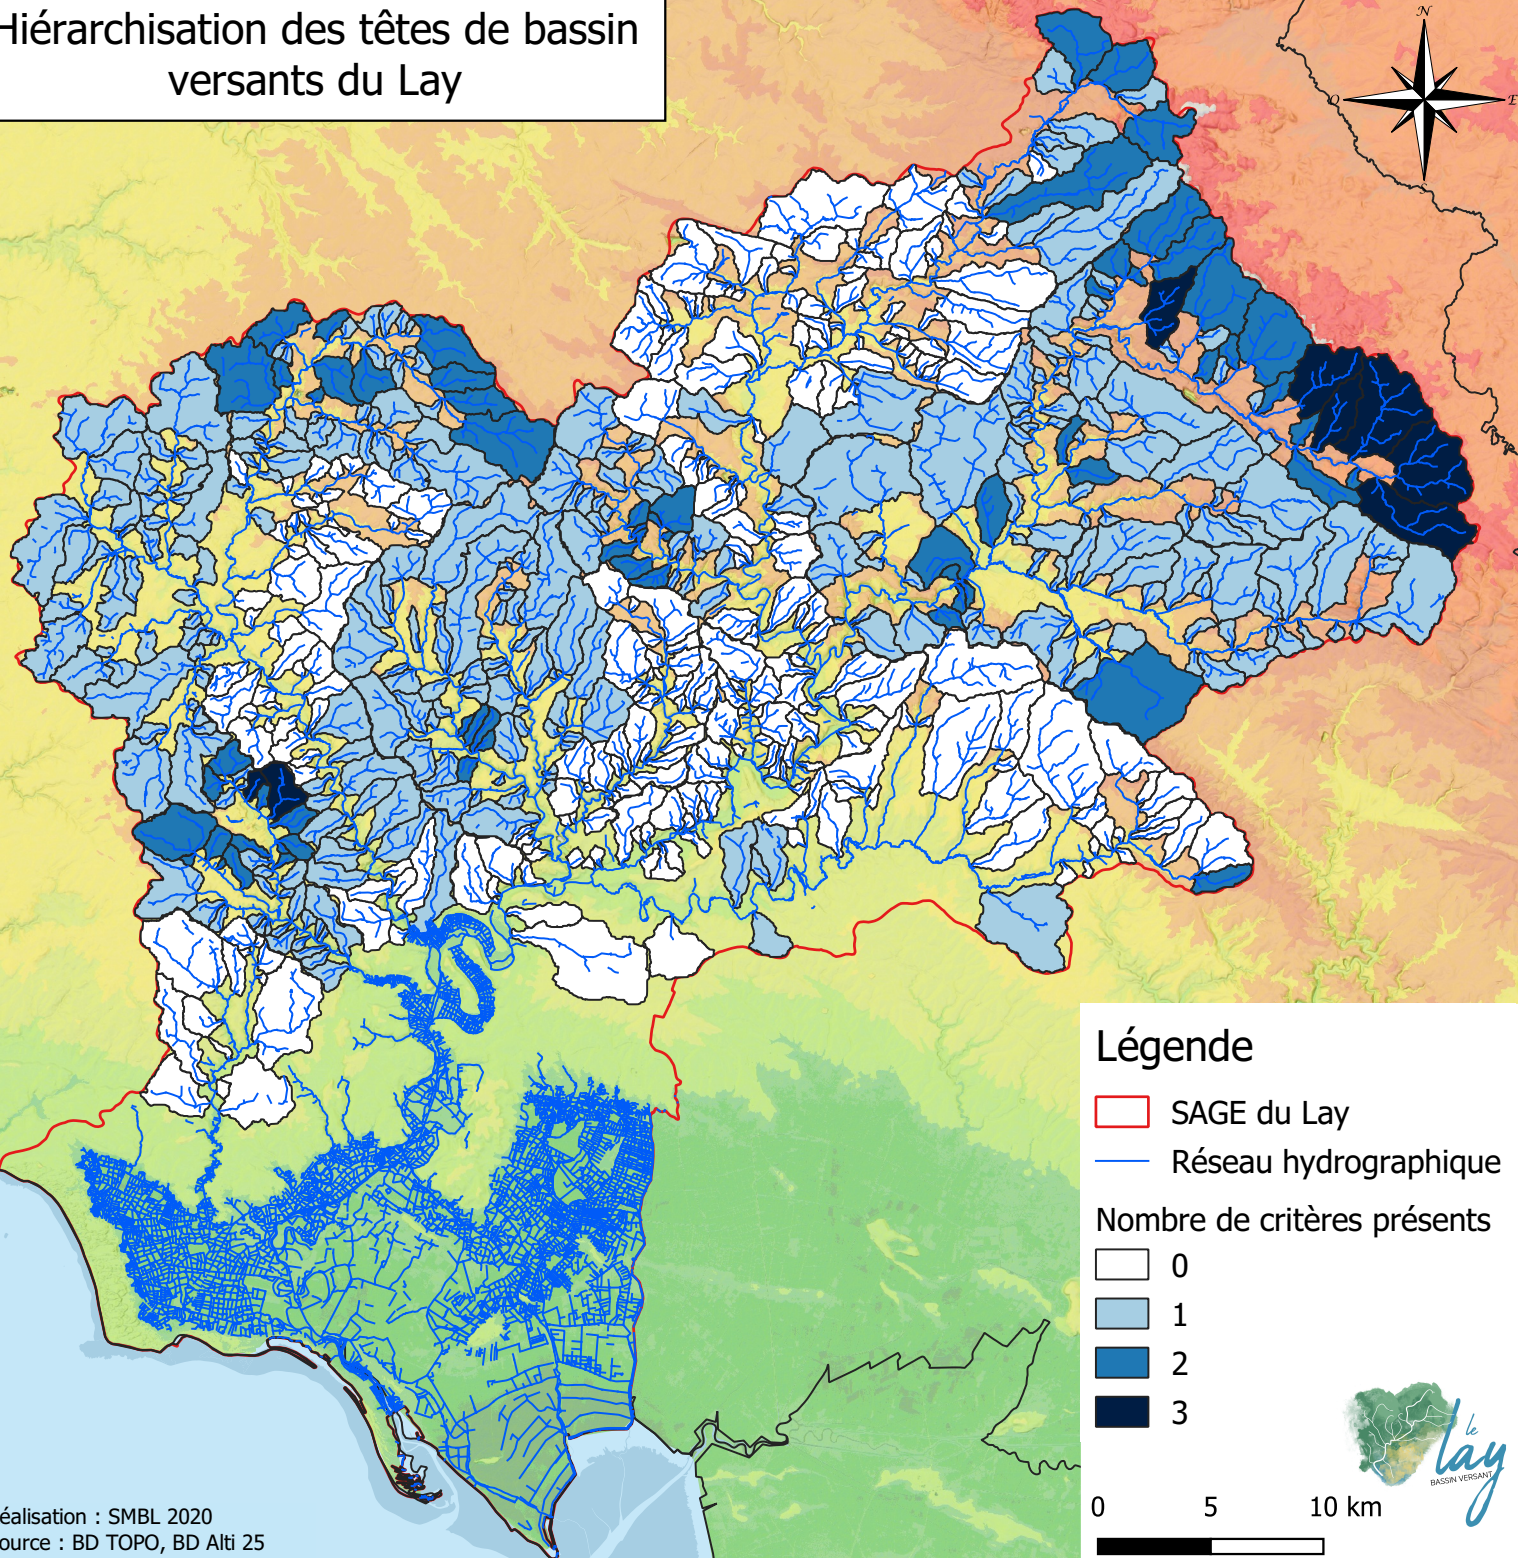 Hiérarchisation des têtes de bassin
versants du Lay
N
O
E
S
Légende
SAGE du Lay
Réseau hydrographique
Nombre de critères présents
0
1
2
3
le
lay
BASSIN VERSANT
0 5 10 km
éalisation : SMBL 2020
ource : BD TOPO, BD Alti 25